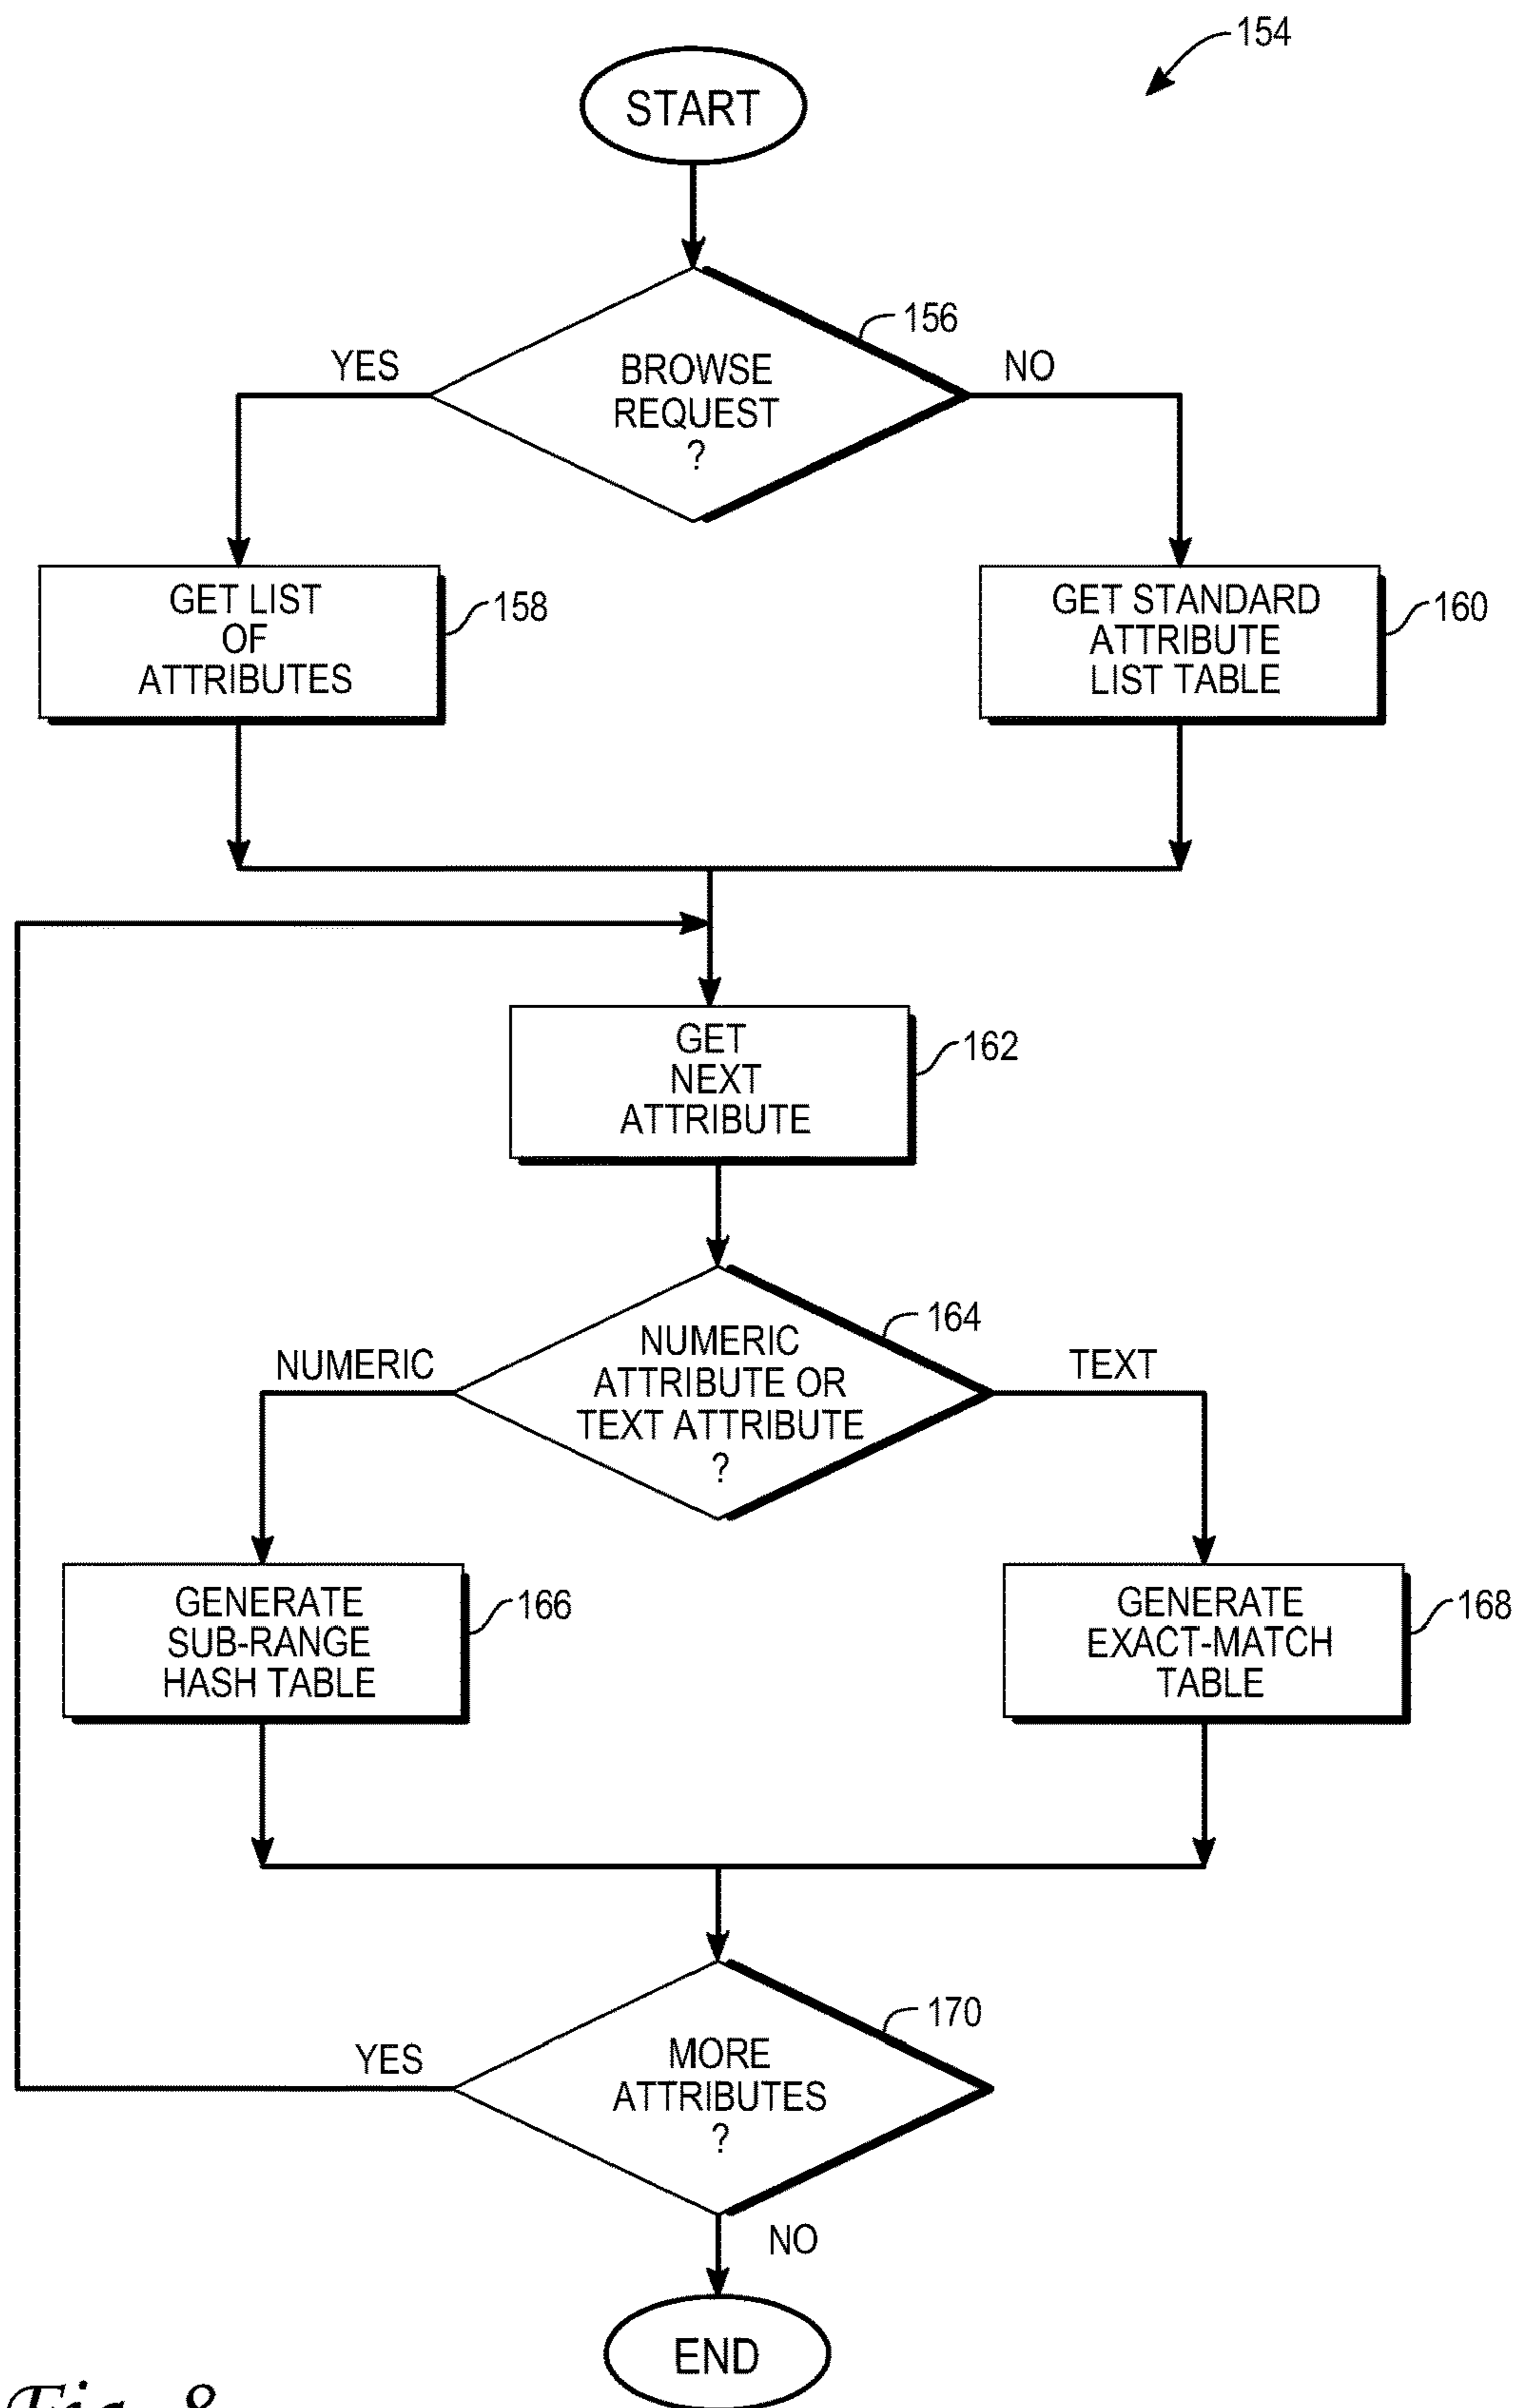 154
START
156
YES
NO
BROWSE
REQUEST
?
GET LIST
OF
ATTRIBUTES
158
GET STANDARD
ATTRIBUTE
LIST TABLE
160
GET
NEXT
ATTRIBUTE
162
164
NUMERIC
TEXT
NUMERIC
ATTRIBUTE OR
TEXT ATTRIBUTE
?
GENERATE
SUB-RANGE
HASH TABLE
166
GENERATE
EXACT-MATCH
TABLE
168
170
YES
MORE
ATTRIBUTES
?
NO
END
Fig. 8